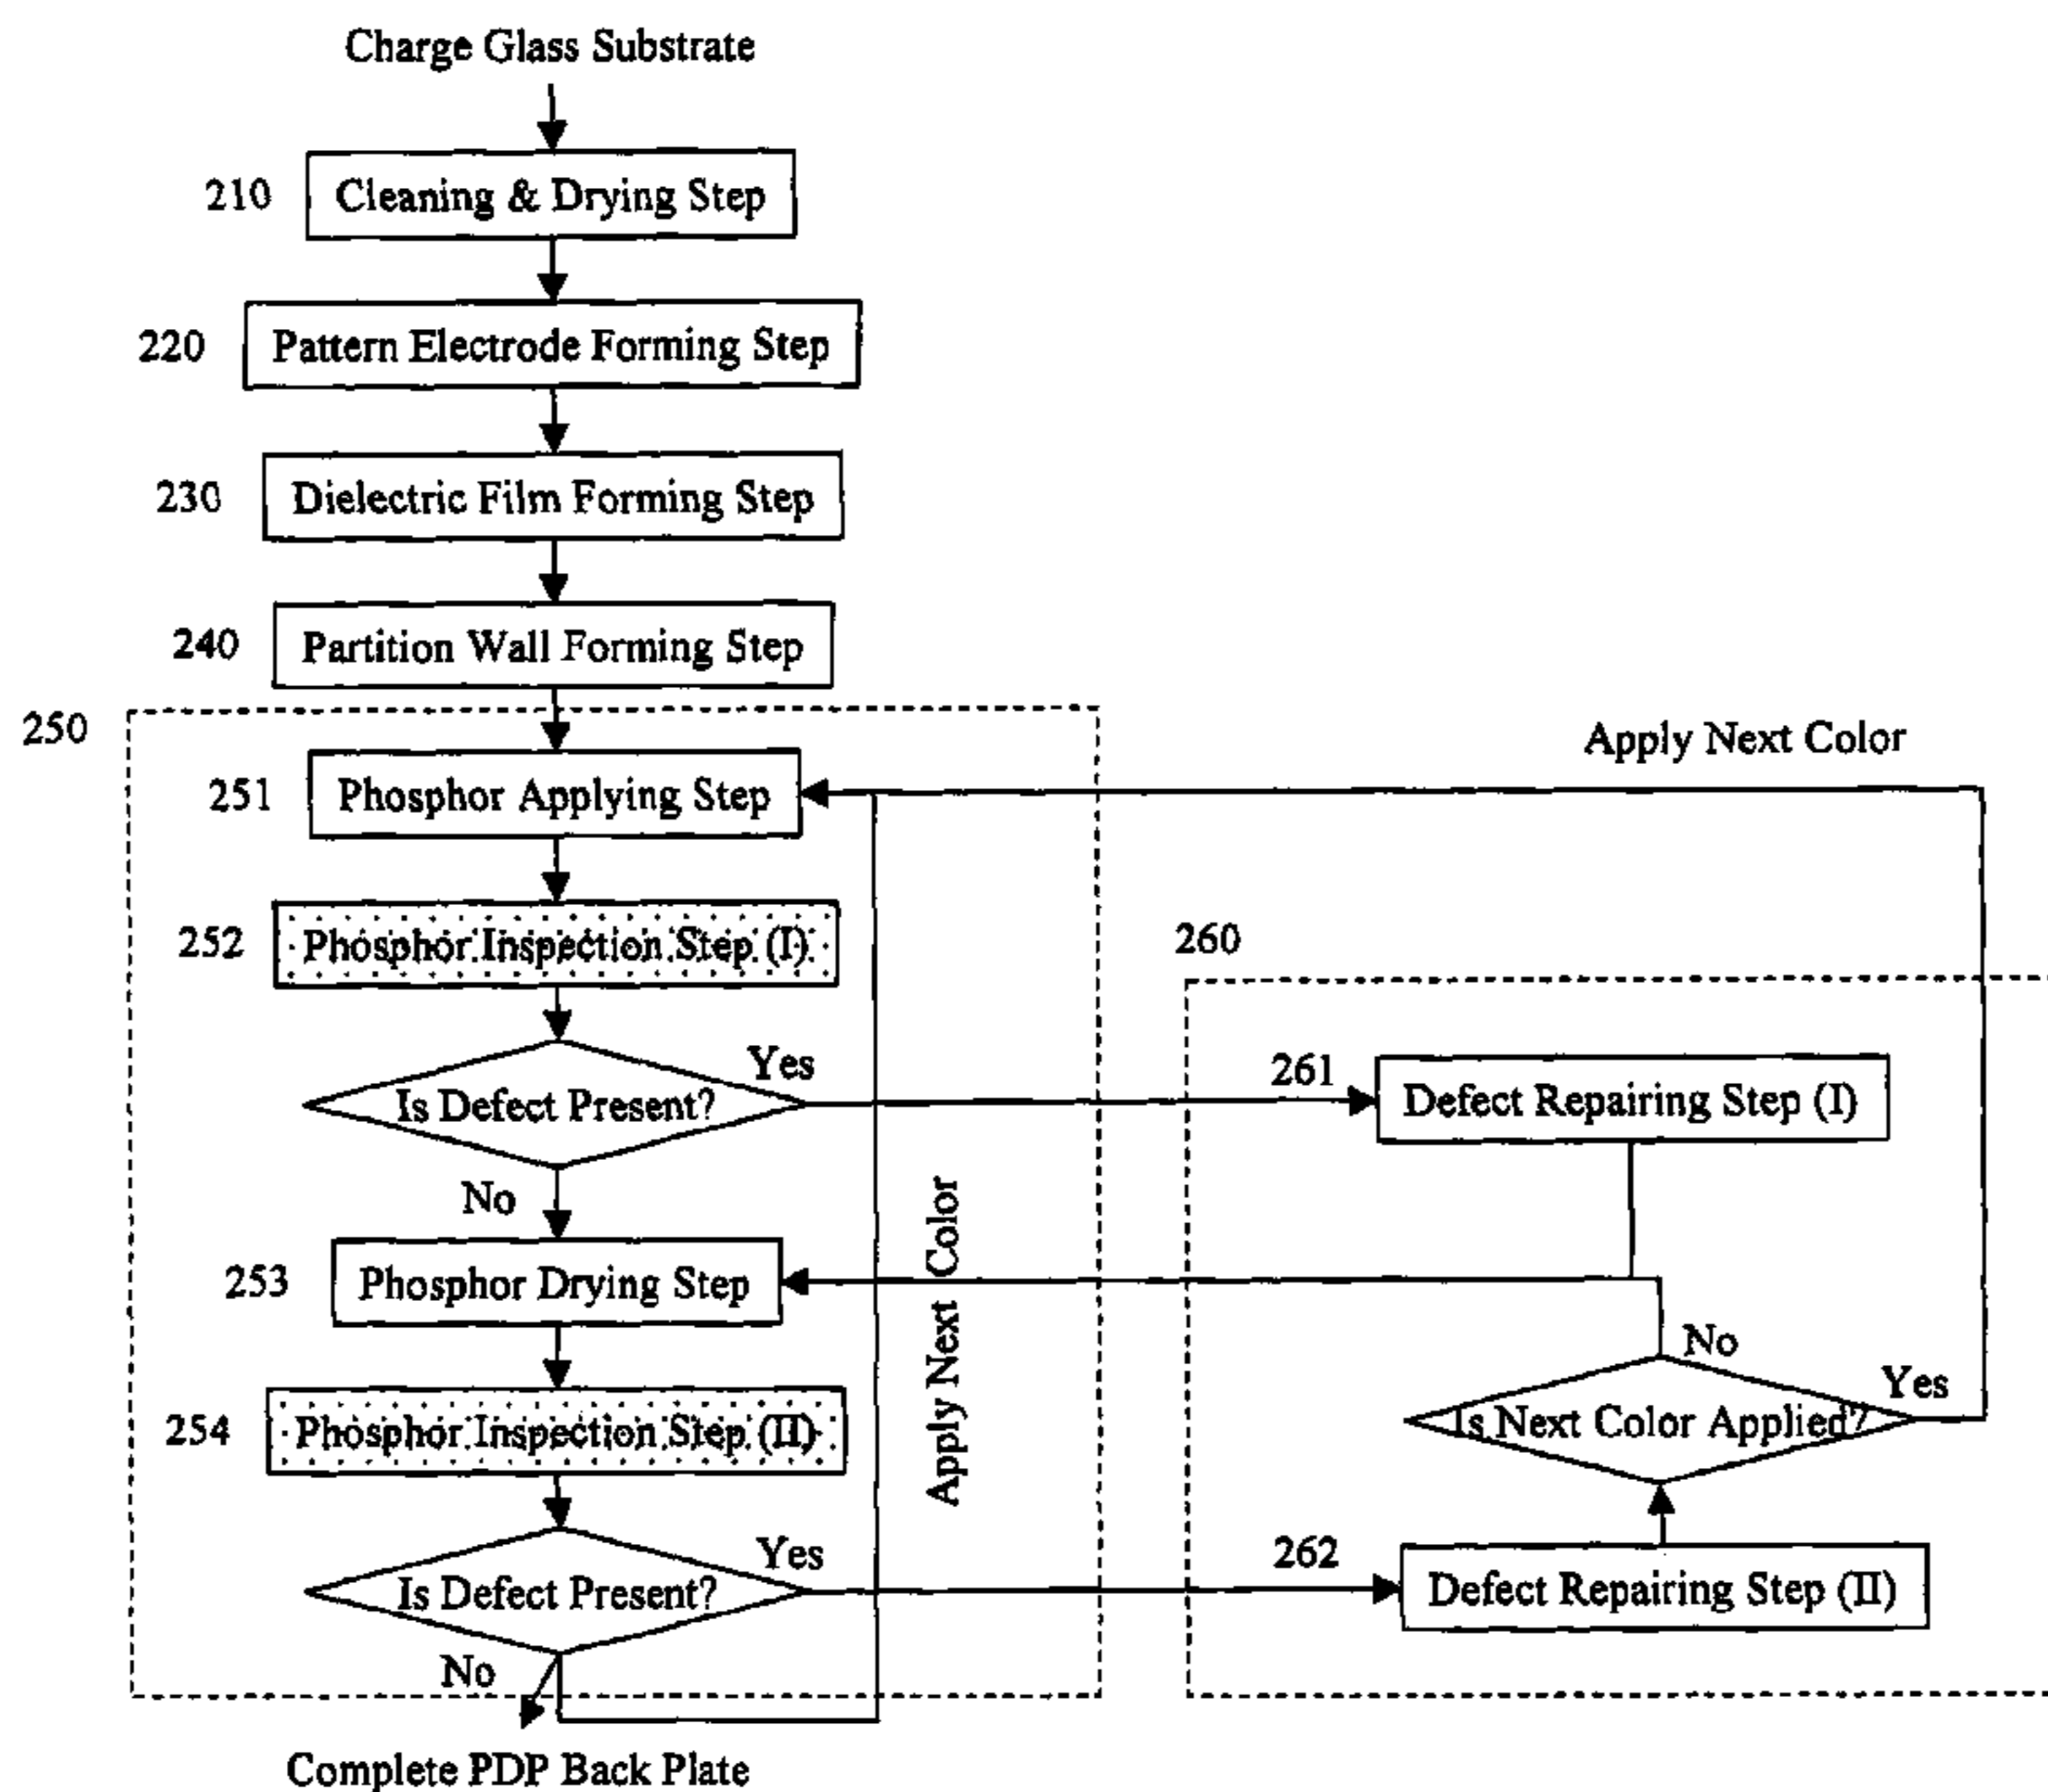 Charge Glass Substrate
210
Cleaning & Drying Step
220
Pattern Electrode Forming Step
230
Dielectric Film Forming Step
240
Partition Wall Forming Step
250
Apply Next Color
251
Phosphor Applying Step
252
Phosphor Inspection Step (I)
260
Yes
Is Defect Present?
261
Defect Repairing Step (I)
No
Apply Next Color
253
Phosphor Drying Step
No
Yes
Is Next Color Applied?
254
Phosphor Inspection Step (II)
Yes
Is Defect Present?
262
Defect Repairing Step (II)
No
Complete PDP Back Plate